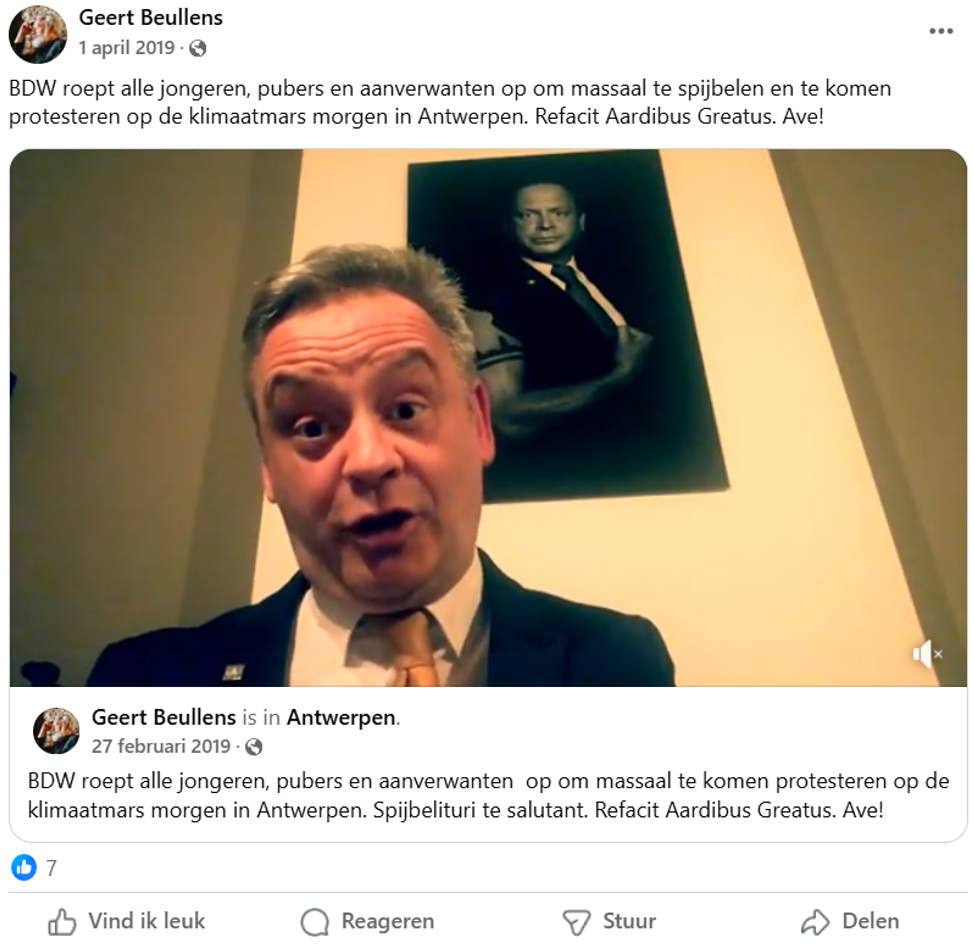 Geert Beullens
1 april 2019 ·
BDW roept alle jongeren, pubers en aanverwanten op om massaal te spijbelen en te komen
protesteren op de klimaatmars morgen in Antwerpen. Refacit Aardibus Greatus. Ave!
Geert Beullens is in Antwerpen.
27 februari 2019 ·
BDW roept alle jongeren, pubers en aanverwanten  op om massaal te komen protesteren op de
klimaatmars morgen in Antwerpen. Spijbelituri te salutant. Refacit Aardibus Greatus. Ave!
7
Vind ik leuk Reageren Stuur Delen